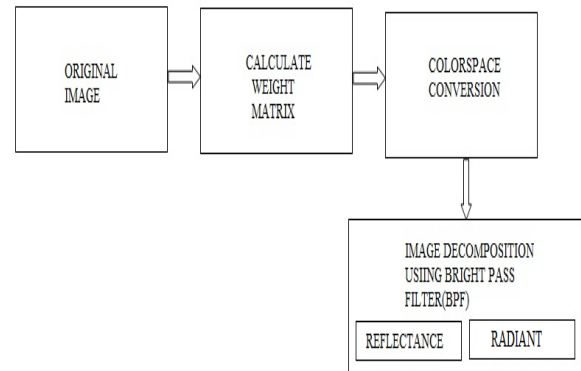 ORIGINAL
IMAGE
CALCULATE
WEIGHT
MATRIX
COLORSPACE
CONVERSION
IMAGE DECOMPOSITION
USIING BRIGHT PASS
FILTER(BPF)
REFLECTANCE
RADIANT